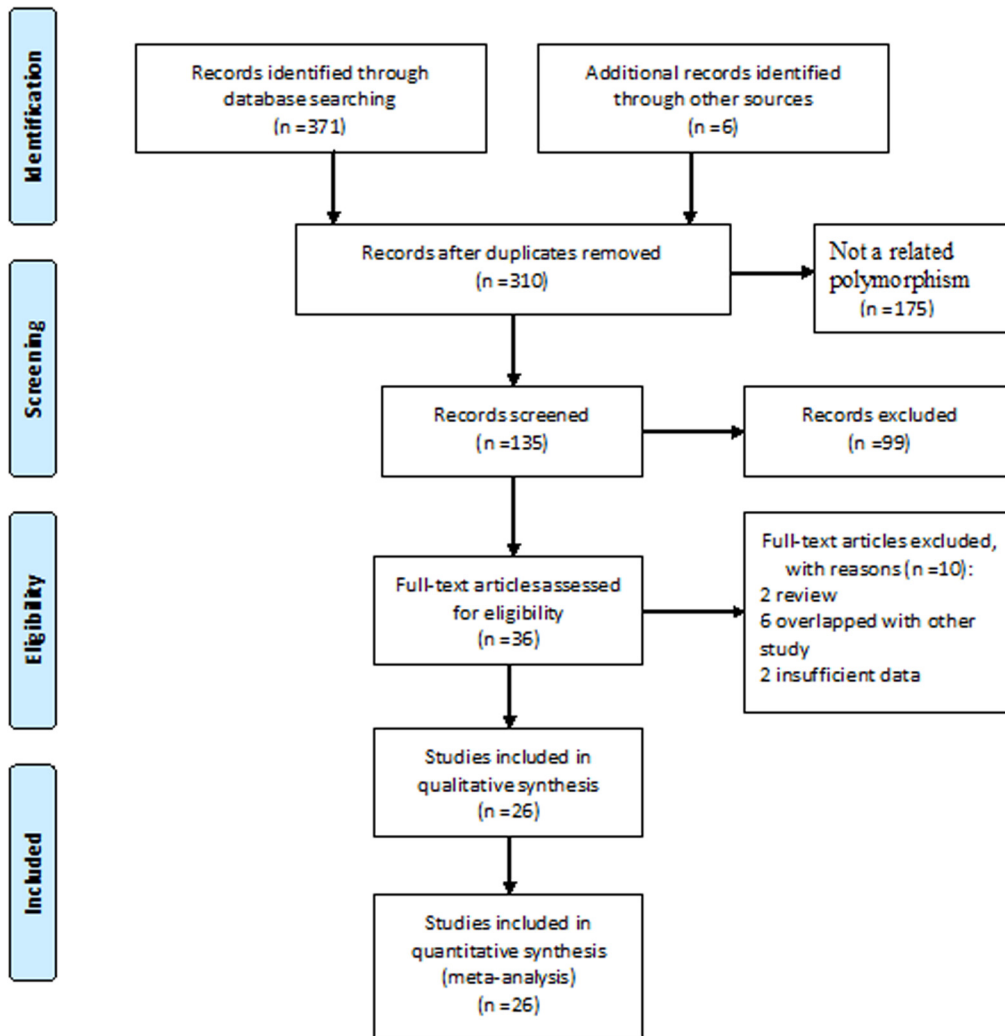 Identification
Records identified through
database searching
(n =371)
Additional records identified
through other sources
(n =6)
Records after duplicates removed
(n =310)
Not a related
polymorphism
(n =175)
Screening
Records screened
(n =135)
Records excluded
(n =99)
Eligibility
Full-text articles assessed
for eligibility
(n =36)
Full-text articles excluded,
with reasons (n =10):
2 review
6 overlapped with other
study
2 insufficient data
Studies included in
qualitative synthesis
(n =26)
Included
Studies included in
quantitative synthesis
(meta-analysis)
(n =26)